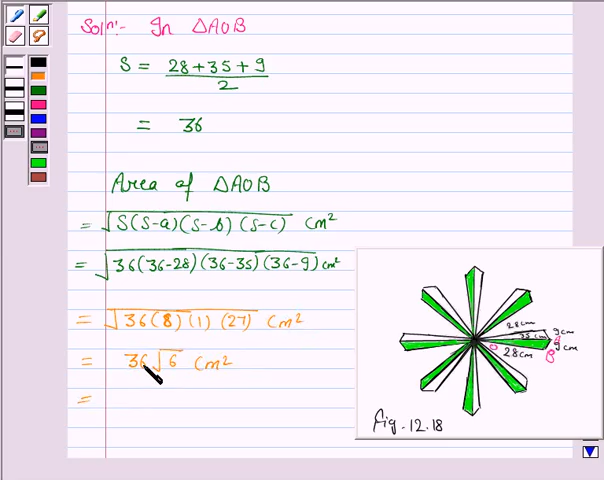 Soln:- In ΔAOB
S = 28+35+9 / 2
= 36
Area of ΔAOB
= √S(S-a)(S-b)(S-c) cm²
= √36(36-28)(36-35)(36-9) cm²
= √36(8)(1)(27) cm²
= 36√6 cm²
=
28cm
9cm
A
35cm
9cm
O
28cm
B
Fig. 12.18